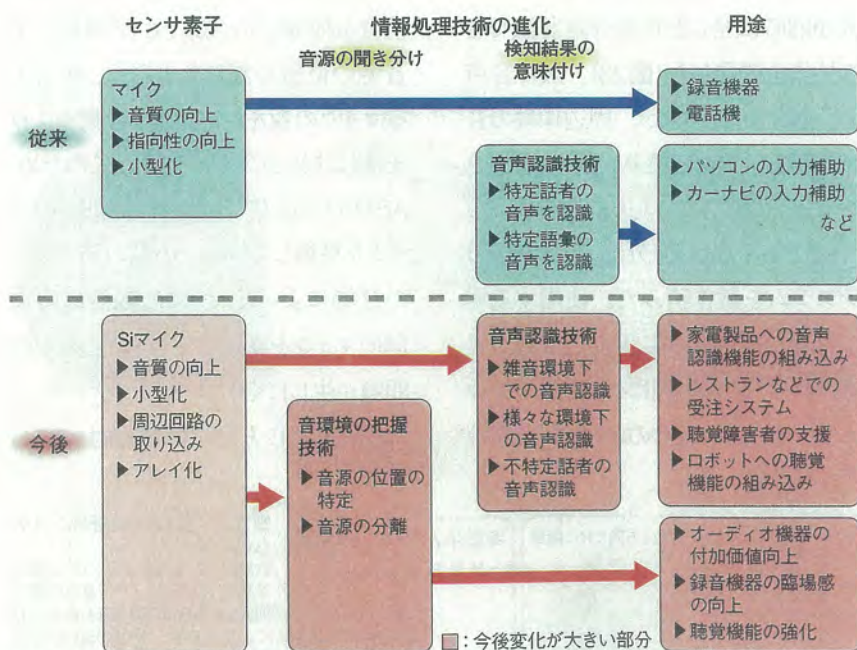 センサ素子
情報処理技術の進化
用途
音源の聞き分け
検知結果の
意味付け
従来
マイク
▶音質の向上
▶指向性の向上
▶小型化
▶録音機器
▶電話機
音声認識技術
▶特定話者の
音声を認識
▶特定語彙の
音声を認識
▶パソコンの入力補助
▶カーナビの入力補助
など
今後
Siマイク
▶音質の向上
▶小型化
▶周辺回路の
取り込み
▶アレイ化
音環境の把握
技術
▶音源の位置の
特定
▶音源の分離
音声認識技術
▶雑音環境下
での音声認識
▶様々な環境下
の音声認識
▶不特定話者の
音声認識
▶家電製品への音声
認識機能の組み込み
▶レストランなどでの
受注システム
▶聴覚障害者の支援
▶ロボットへの聴覚
機能の組み込み
▶オーディオ機器の
付加価値向上
▶録音機器の臨場感
の向上
▶聴覚機能の強化
□:今後変化が大きい部分